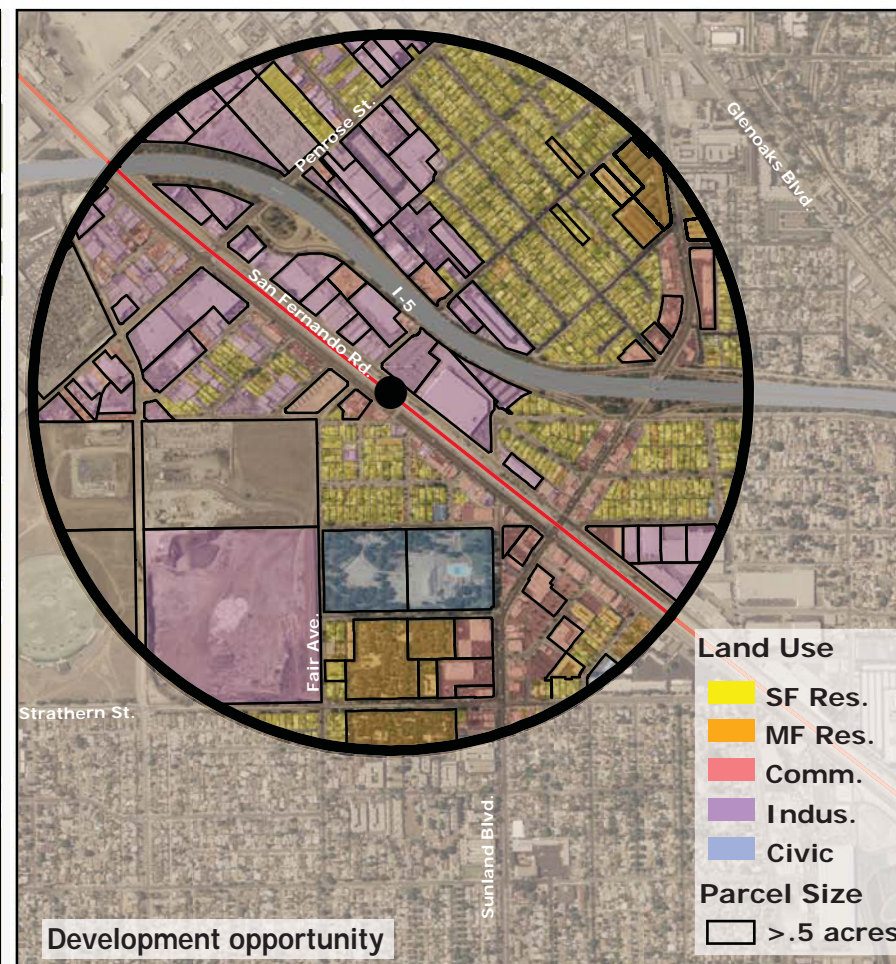 Glenoaks Blvd.
Penrose St.
I-5
San Fernando Rd.
Fair Ave.
Strathern St.
Sunland Blvd.
Land Use
SF Res.
MF Res.
Comm.
Indus.
Civic
Parcel Size
>.5 acres
Development opportunity